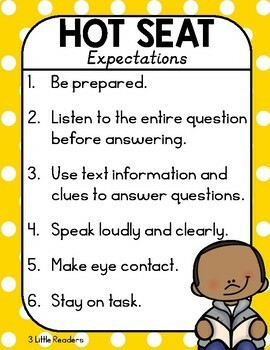 HOT SEAT
Expectations
1. Be prepared.
2. Listen to the entire question
before answering.
3. Use text information and
clues to answer questions.
4. Speak loudly and clearly.
5. Make eye contact.
6. Stay on task.
3 Little Readers